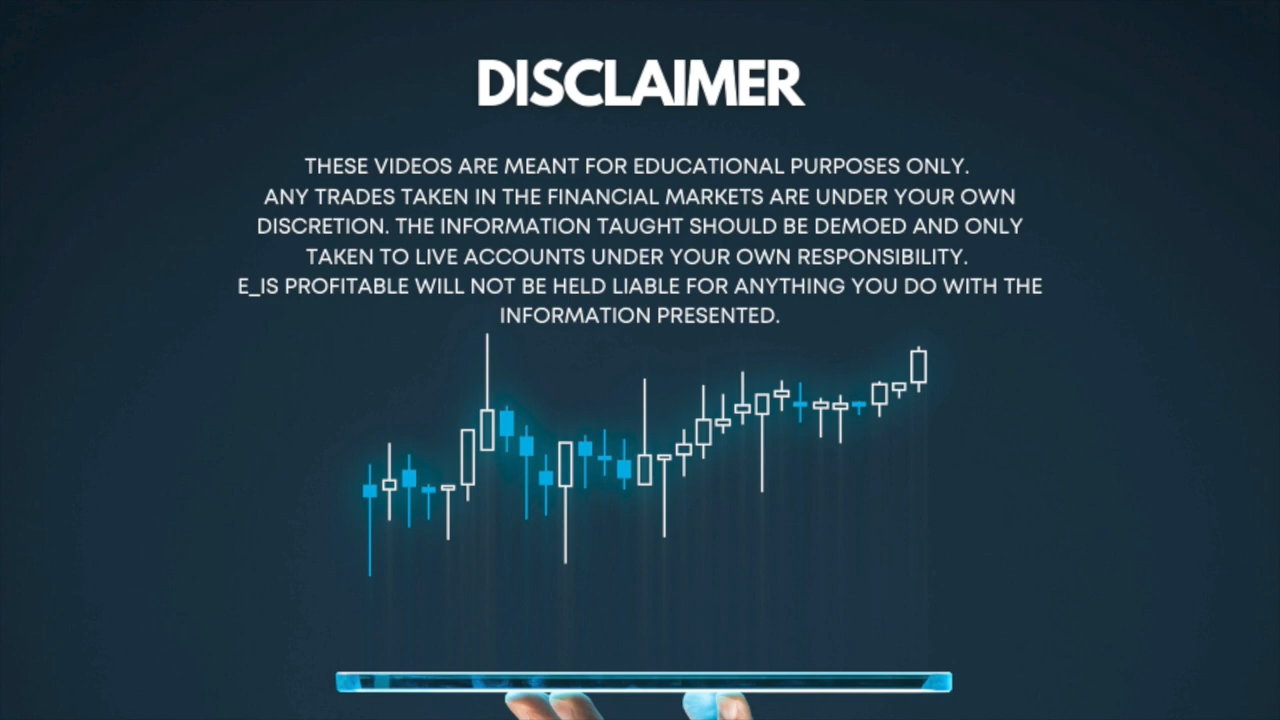 DISCLAIMER
THESE VIDEOS ARE MEANT FOR EDUCATIONAL PURPOSES ONLY.
ANY TRADES TAKEN IN THE FINANCIAL MARKETS ARE UNDER YOUR OWN
DISCRETION. THE INFORMATION TAUGHT SHOULD BE DEMOED AND ONLY
TAKEN TO LIVE ACCOUNTS UNDER YOUR OWN RESPONSIBILITY.
E_IS PROFITABLE WILL NOT BE HELD LIABLE FOR ANYTHING YOU DO WITH THE
INFORMATION PRESENTED.